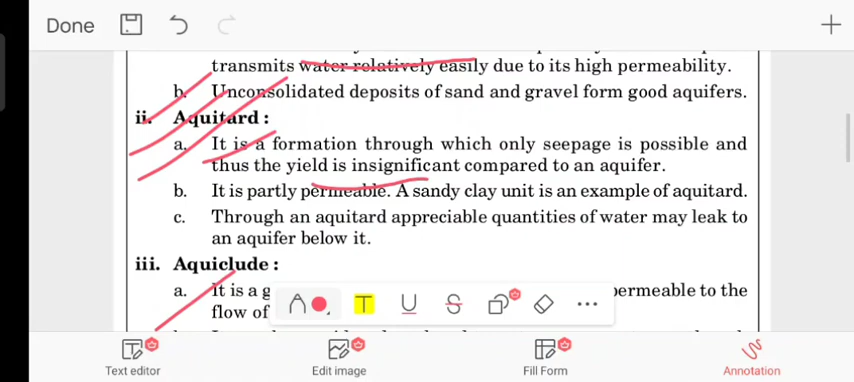 Done
transmits water relatively easily due to its high permeability.
b. Unconsolidated deposits of sand and gravel form good aquifers.
ii. Aquitard :
a. It is a formation through which only seepage is possible and
thus the yield is insignificant compared to an aquifer.
b. It is partly permeable. A sandy clay unit is an example of aquitard.
c. Through an aquitard appreciable quantities of water may leak to
an aquifer below it.
iii. Aquiclude :
a. It is a g permeable to the
flow of
T U S
Text editor Edit image Fill Form Annotation